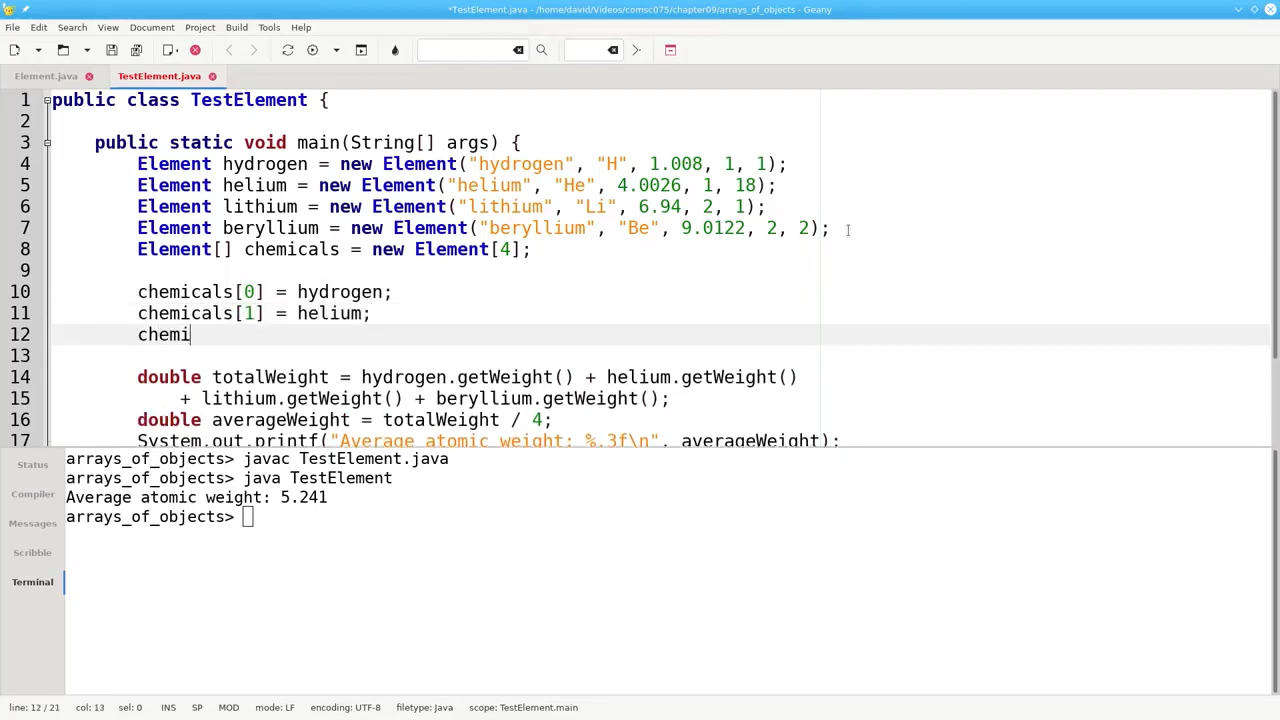 *TestElement.java - /home/david/Videos/comsc075/chapter09/arrays_of_objects - Geany
File Edit Search View Document Project Build Tools Help
Element.java TestElement.java
1 public class TestElement {
2
3 public static void main(String[] args) {
4 Element hydrogen = new Element("hydrogen", "H", 1.008, 1, 1);
5 Element helium = new Element("helium", "He", 4.0026, 1, 18);
6 Element lithium = new Element("lithium", "Li", 6.94, 2, 1);
7 Element beryllium = new Element("beryllium", "Be", 9.0122, 2, 2);
8 Element[] chemicals = new Element[4];
9
10 chemicals[0] = hydrogen;
11 chemicals[1] = helium;
12 chemi
13
14 double totalWeight = hydrogen.getWeight() + helium.getWeight()
15 + lithium.getWeight() + beryllium.getWeight();
16 double averageWeight = totalWeight / 4;
17 System.out.printf("Average atomic weight: %.3f\n", averageWeight);
Status
Compiler
Messages
Scribble
Terminal
arrays_of_objects> javac TestElement.java
arrays_of_objects> java TestElement
Average atomic weight: 5.241
arrays_of_objects>
line: 12 / 21 col: 13 sel: 0 INS SP MOD mode: LF encoding: UTF-8 filetype: Java scope: TestElement.main